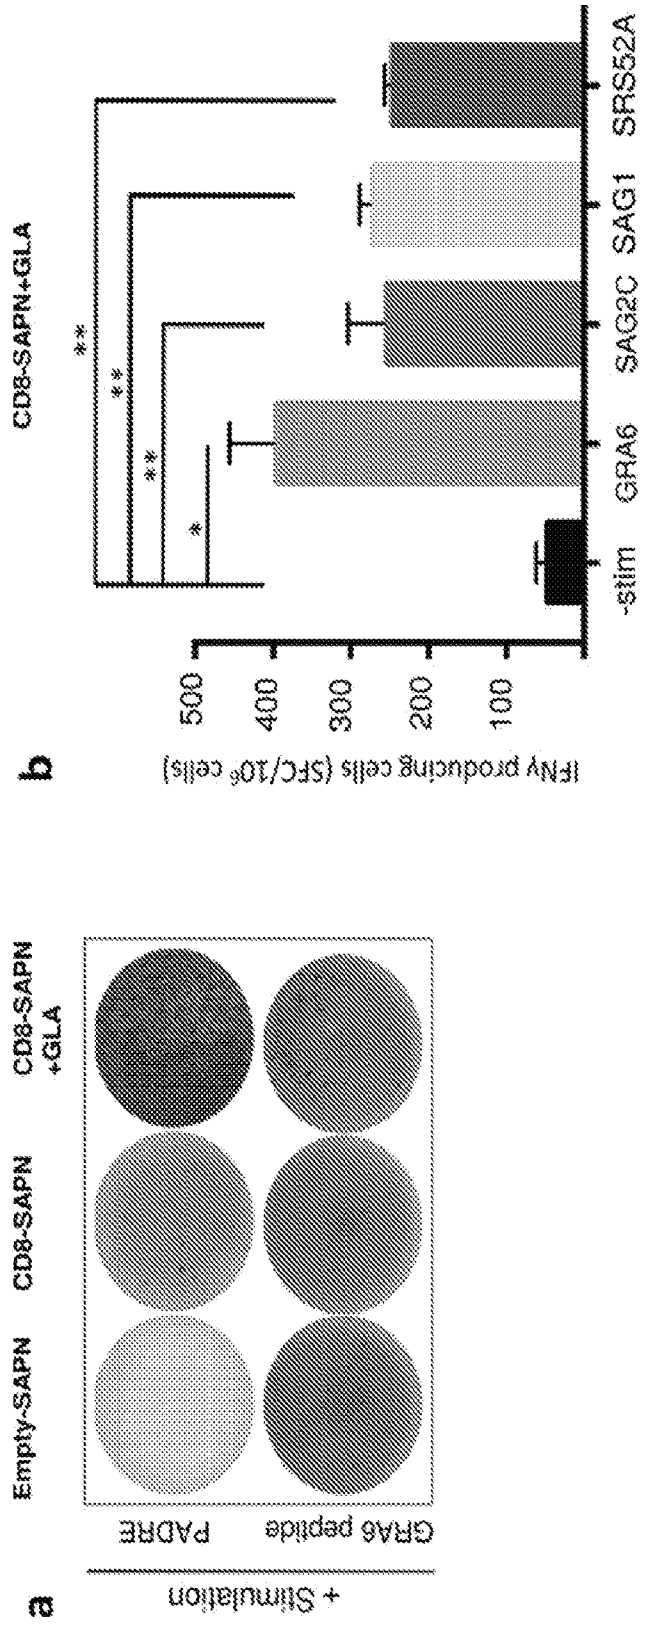 a
Empty-SAPN
CD8-SAPN
CD8-SAPN
+GLA
+ Stimulation
PADRE
GRA6 peptide
b
CD8-SAPN+GLA
IFNγ producing cells (SFC/10⁶ cells)
500
400
300
200
100
**
**
**
*
-stim
GRA6
SAG2C
SAG1
SRS52A